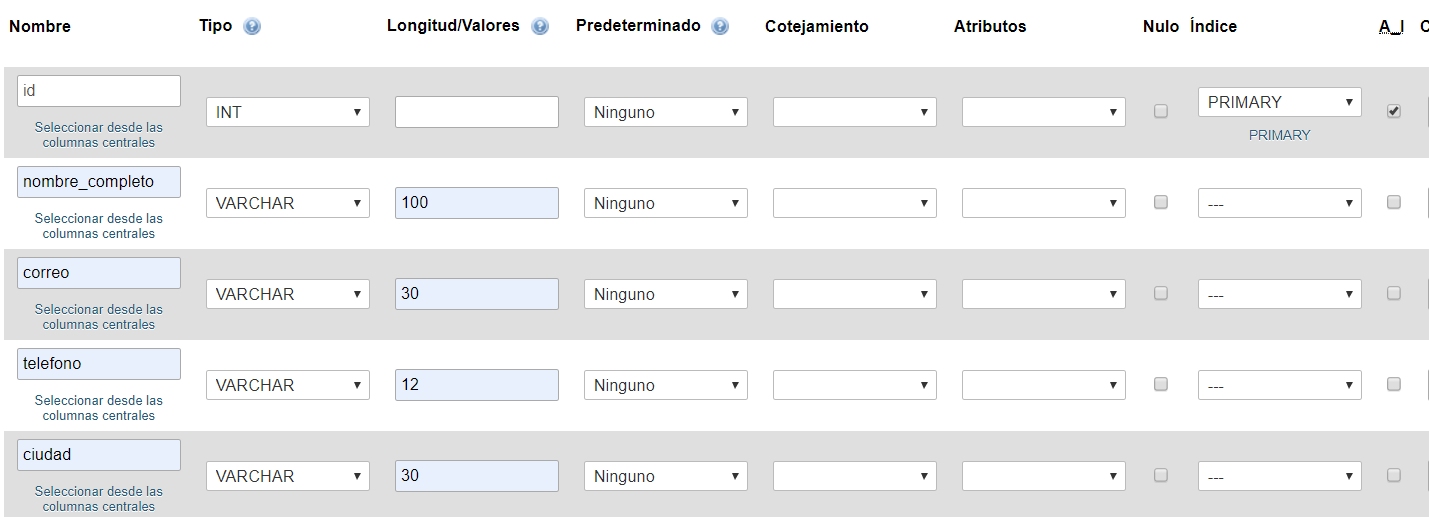 Nombre Tipo Longitud/Valores Predeterminado Cotejamiento Atributos Nulo Índice A_I
id INT Ninguno PRIMARY
Seleccionar desde las
columnas centrales PRIMARY
nombre_completo VARCHAR 100 Ninguno ---
Seleccionar desde las
columnas centrales
correo VARCHAR 30 Ninguno ---
Seleccionar desde las
columnas centrales
telefono VARCHAR 12 Ninguno ---
Seleccionar desde las
columnas centrales
ciudad VARCHAR 30 Ninguno ---
Seleccionar desde las
columnas centrales